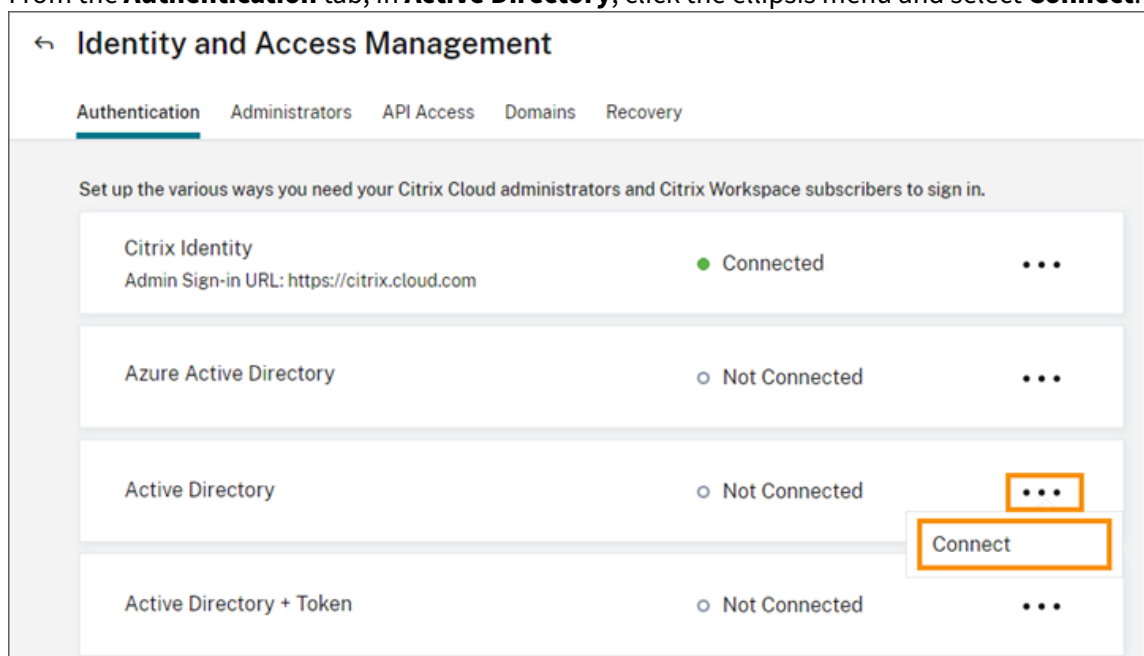 From the Authentication tab, in Active Directory, click the ellipsis menu and select Connect.
Identity and Access Management
Authentication Administrators API Access Domains Recovery
Set up the various ways you need your Citrix Cloud administrators and Citrix Workspace subscribers to sign in.
Citrix Identity
Admin Sign-in URL: https://citrix.cloud.com
Connected
Azure Active Directory
Not Connected
Active Directory
Not Connected
Connect
Active Directory + Token
Not Connected